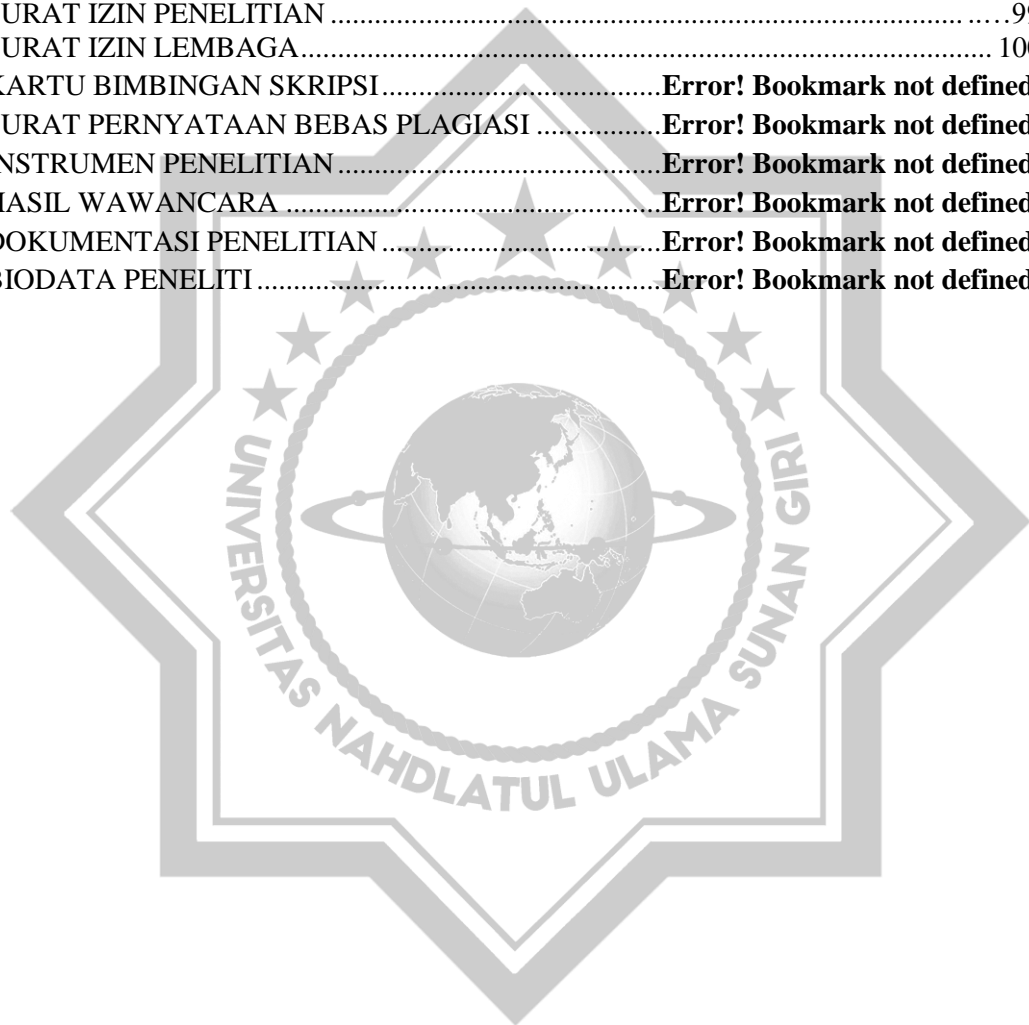 URAT IZIN PENELITIAN ........................................................................................99
URAT IZIN LEMBAGA........................................................................................ 100
KARTU BIMBINGAN SKRIPSI....................................Error! Bookmark not defined
URAT PERNYATAAN BEBAS PLAGIASI ................Error! Bookmark not defined
NSTRUMEN PENELITIAN..........................................Error! Bookmark not defined
HASIL WAWANCARA ................................................Error! Bookmark not defined
DOKUMENTASI PENELITIAN....................................Error! Bookmark not defined
BIODATA PENELITI....................................................Error! Bookmark not defined
UNIVERSITAS NAHDLATUL ULAMA SUNAN GIRI